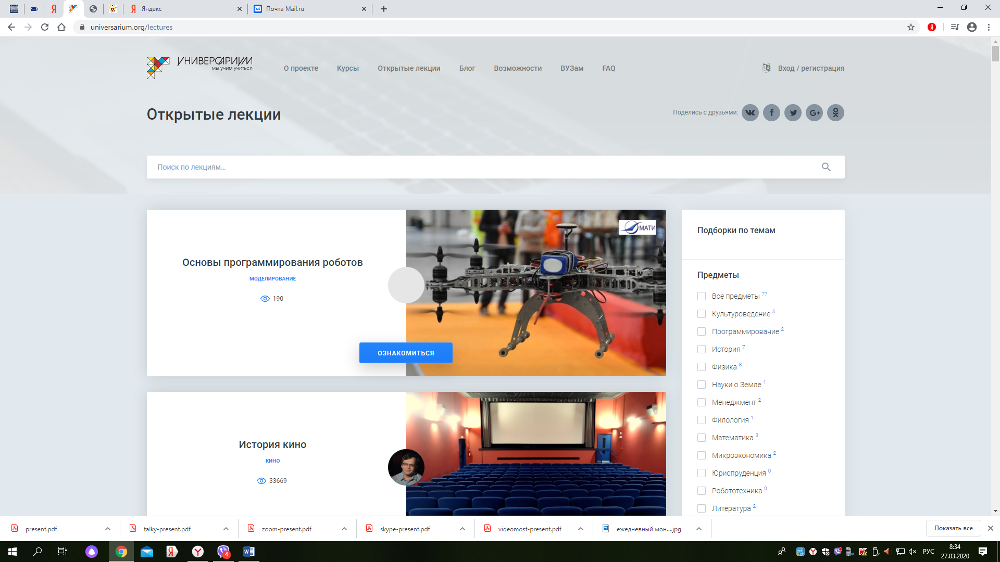 Яндекс
Почта Mail.ru
universarium.org/lectures
УНИВЕРСАРИУМ
мы учим учиться
О проекте
Курсы
Открытые лекции
Блог
Возможности
ВУЗам
FAQ
Вход / регистрация
Открытые лекции
Поделись с друзьями:
Поиск по лекциям...
МАТИ
Основы программирования роботов
МОДЕЛИРОВАНИЕ
190
ОЗНАКОМИТЬСЯ
История кино
КИНО
33669
Подборки по темам
Предметы
Все предметы 77
Культуроведение 5
Программирование 2
История 7
Физика 8
Науки о Земле 1
Менеджмент 2
Филология 1
Математика 3
Микроэкономика 2
Юриспруденция 0
Робототехника 0
Литература 2
present.pdf
talky-present.pdf
zoom-present.pdf
skype-present.pdf
videomost-present.pdf
ежедневный мон....jpg
Показать все
4
РУС
8:34
27.03.2020